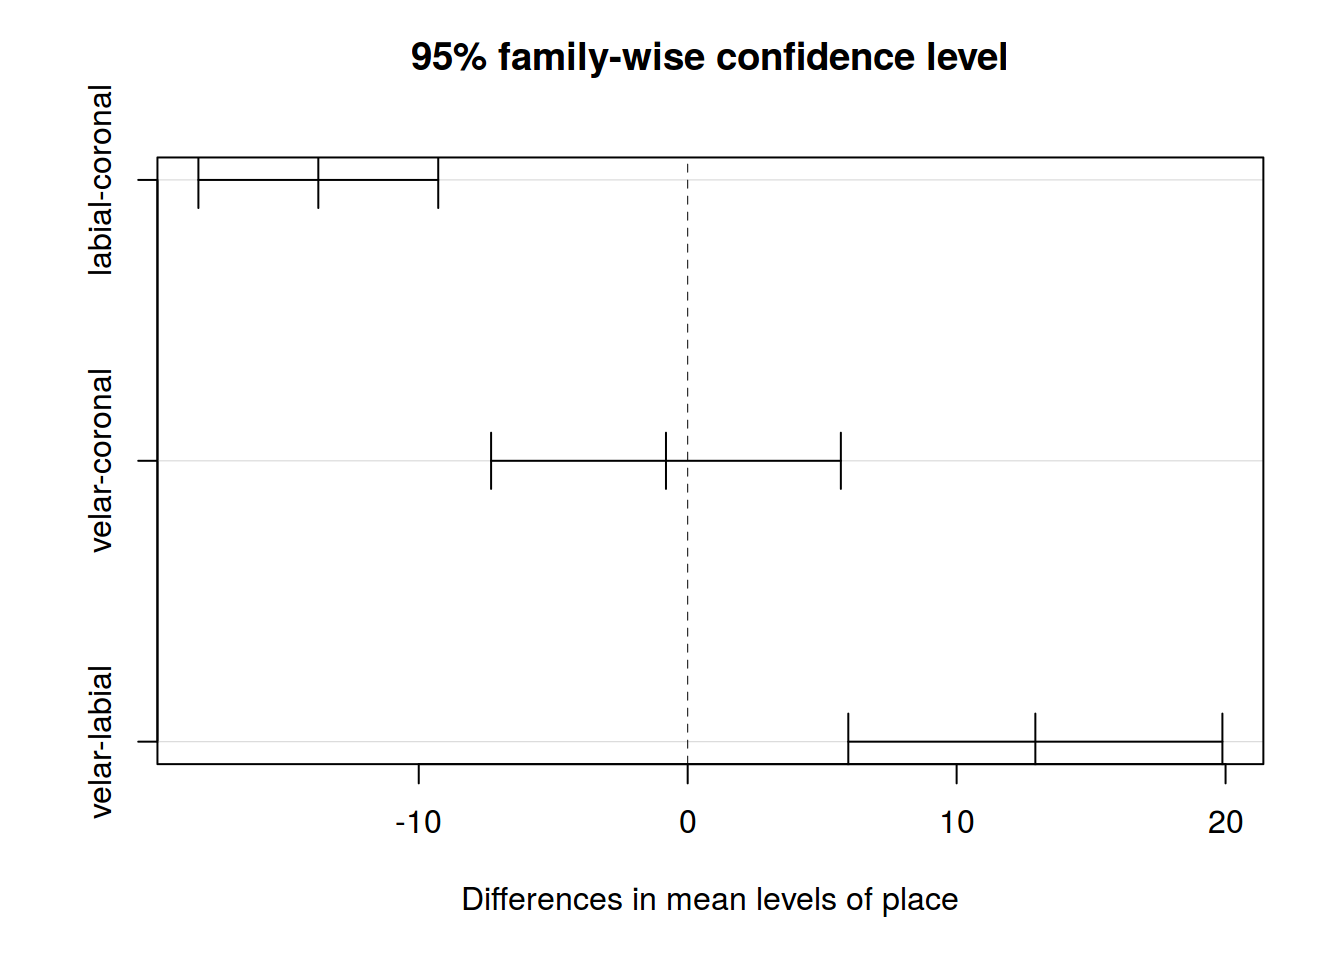 95% family-wise confidence level
labial-coronal
velar-coronal
velar-labial
-10 0 10 20
Differences in mean levels of place